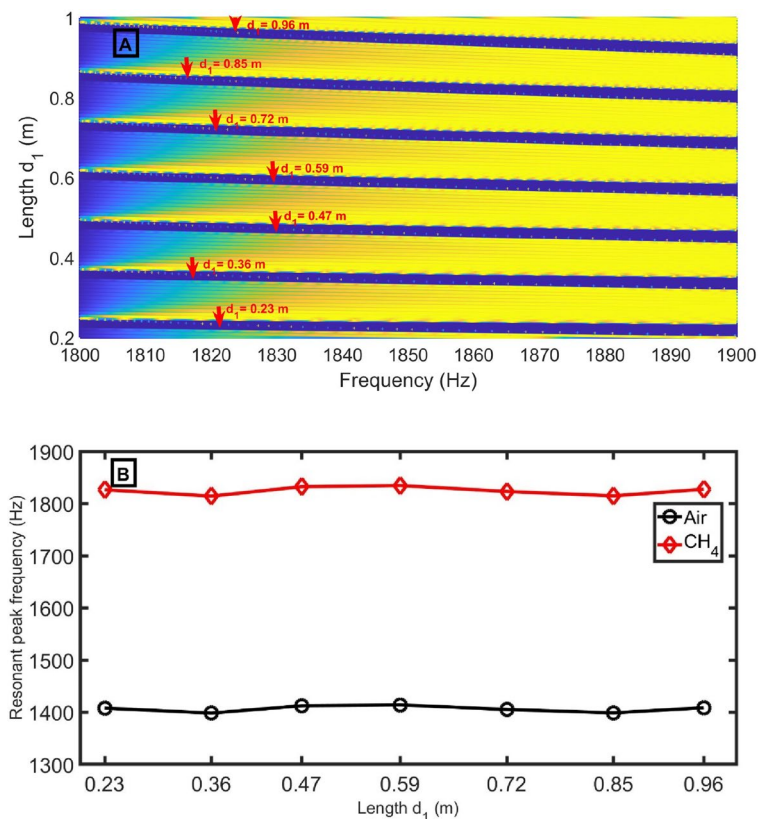 A
1
0.8
0.6
0.4
0.2
Length d1 (m)
d1 = 0.96 m
d1 = 0.85 m
d1 = 0.72 m
d1 = 0.59 m
d1 = 0.47 m
d1 = 0.36 m
d1 = 0.23 m
1800 1810 1820 1830 1840 1850 1860 1870 1880 1890 1900
Frequency (Hz)
B
1900
1800
1700
1600
1500
1400
1300
Resonant peak frequency (Hz)
Air
CH4
0.23 0.36 0.47 0.59 0.72 0.85 0.96
Length d1 (m)